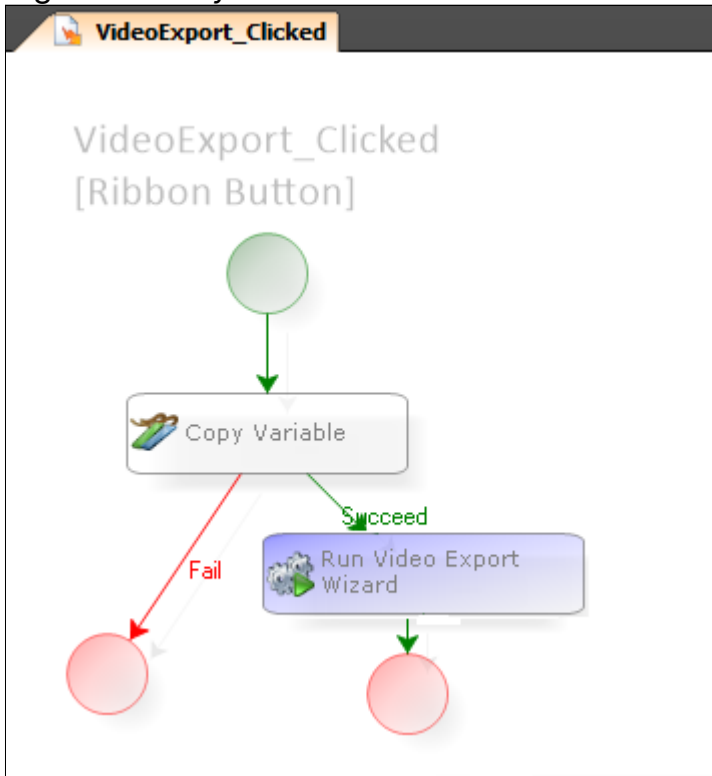 VideoExport_Clicked
VideoExport_Clicked
[Ribbon Button]
Copy Variable
Succeed
Fail
Run Video Export
Wizard